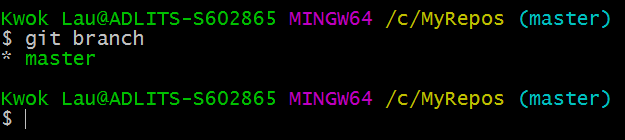 Kwok Lau@ADLITS-S602865 MINGW64 /c/MyRepos (master)
$ git branch
* master
Kwok Lau@ADLITS-S602865 MINGW64 /c/MyRepos (master)
$